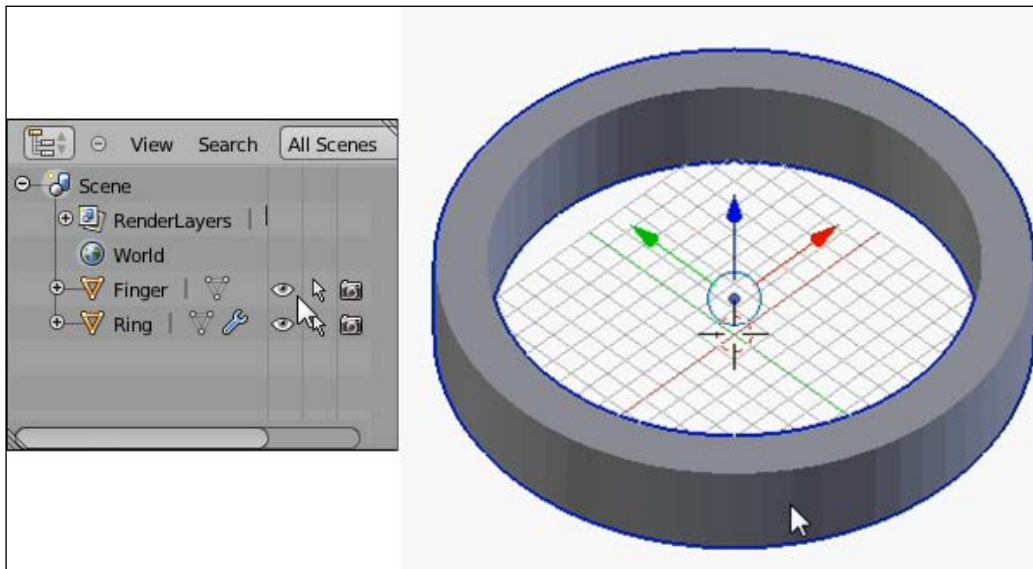 View Search All Scenes
Scene
RenderLayers
World
Finger
Ring